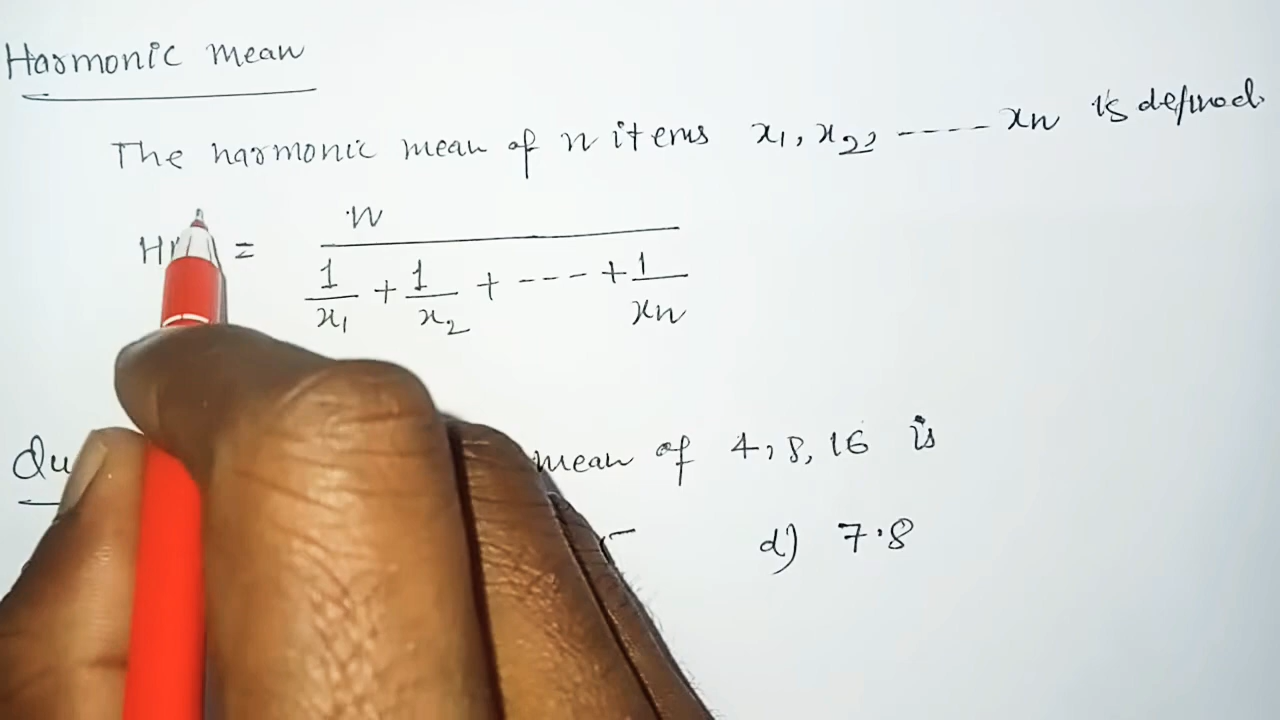 Harmonic mean
The harmonic mean of n items x₁, x₂, ---- xn is defined
= n
1/x₁ + 1/x₂ + ---- + 1/xn
mean of 4, 8, 16 is
d) 7.8